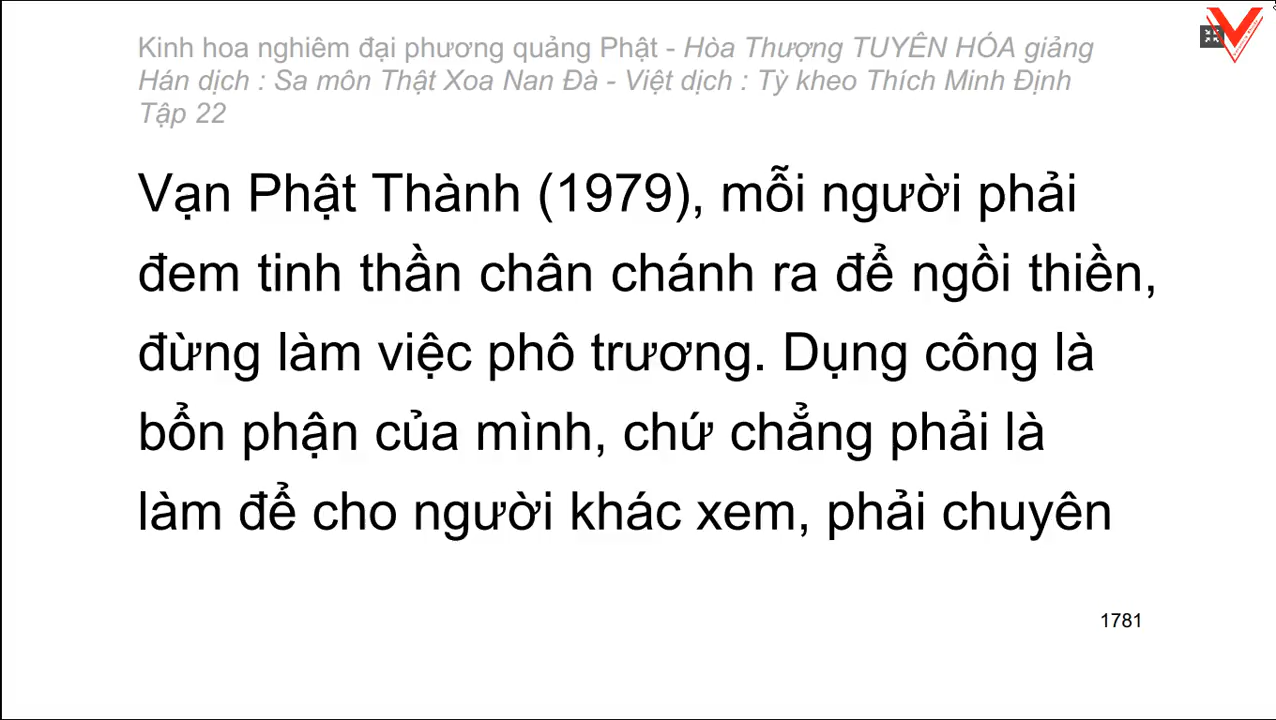 Kinh hoa nghiêm đại phương quảng Phật - Hòa Thượng TUYÊN HÓA giảng
Hán dịch : Sa môn Thật Xoa Nan Đà - Việt dịch : Tỳ kheo Thích Minh Định
Tập 22
Vạn Phật Thành (1979), mỗi người phải
đem tinh thần chân chánh ra để ngồi thiền,
đừng làm việc phô trương. Dụng công là
bổn phận của mình, chứ chẳng phải là
làm để cho người khác xem, phải chuyên
1781